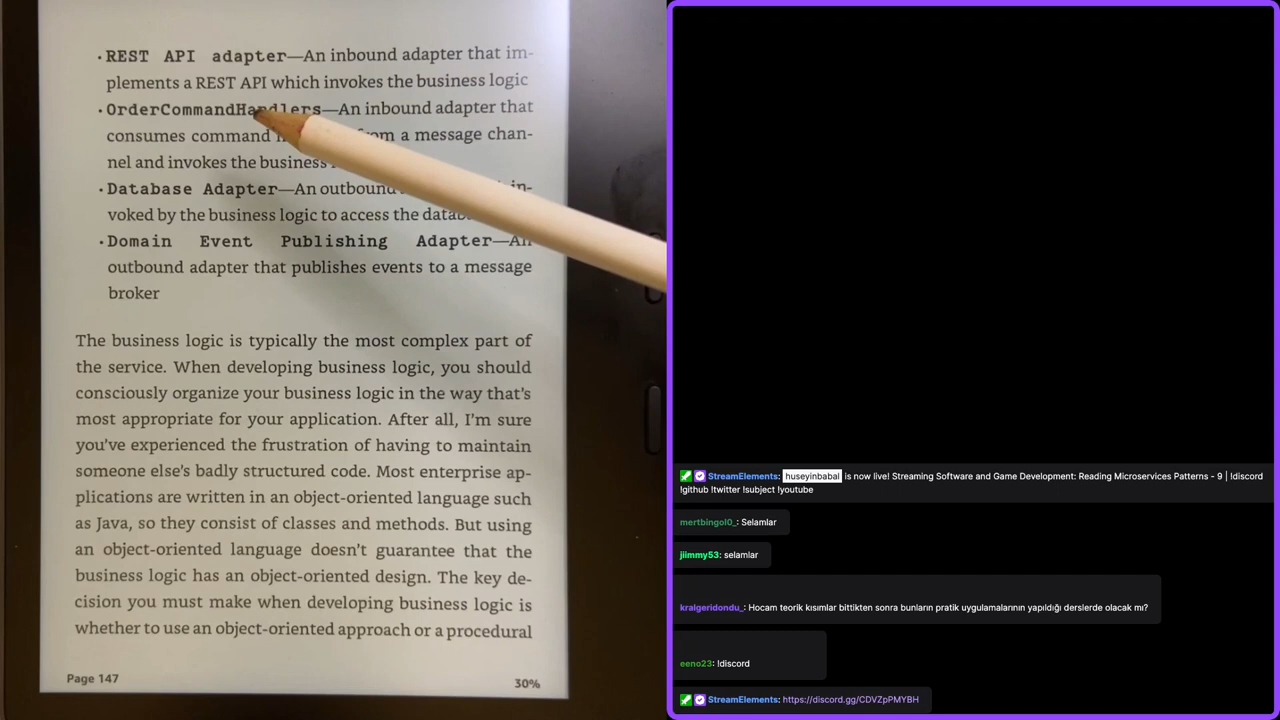 • REST API adapter—An inbound adapter that im-
plements a REST API which invokes the business logic
• OrderCommandHandlers—An inbound adapter that
consumes command from a message chan-
nel and invokes the business
• Database Adapter—An outbound in-
voked by the business logic to access the
• Domain Event Publishing Adapter—An
outbound adapter that publishes events to a message
broker
The business logic is typically the most complex part of
the service. When developing business logic, you should
consciously organize your business logic in the way that's
most appropriate for your application. After all, I'm sure
you've experienced the frustration of having to maintain
someone else's badly structured code. Most enterprise ap-
plications are written in an object-oriented language such
as Java, so they consist of classes and methods. But using
an object-oriented language doesn't guarantee that the
business logic has an object-oriented design. The key de-
cision you must make when developing business logic is
whether to use an object-oriented approach or a procedural
Page 147
30%
StreamElements: huseyinbabal is now live! Streaming Software and Game Development: Reading Microservices Patterns - 9 | !discord
!github !twitter !subject !youtube
mertbingol0_: Selamlar
jiimmy53: selamlar
kralgeridondu_: Hocam teorik kısımlar bittikten sonra bunların pratik uygulamalarının yapıldığı derslerde olacak mı?
eeno23: !discord
StreamElements: https://discord.gg/CDVZpPMYBH